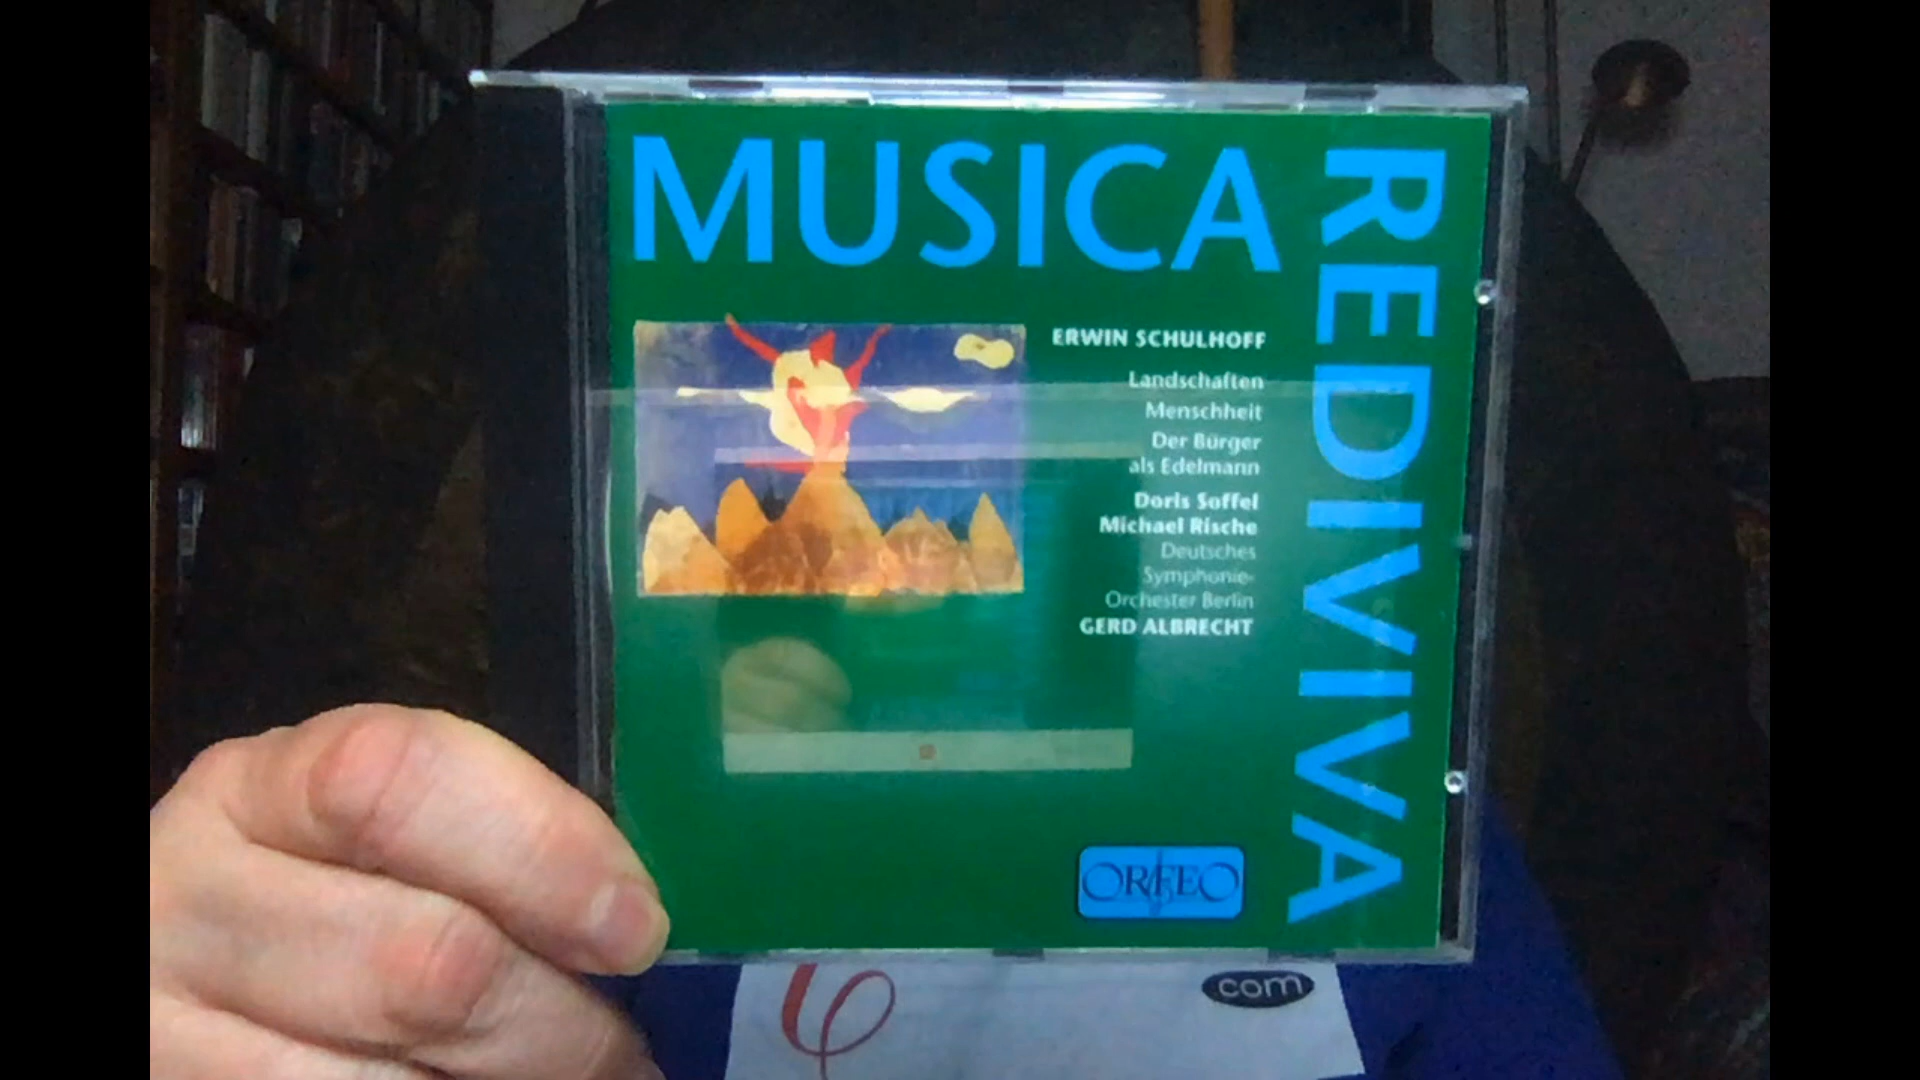 MUSICA
REDIVIVA
ERWIN SCHULHOFF
Landschaften
Menschheit
Der Bürger
als Edelmann
Doris Soffel
Michael Rische
Deutsches
Symphonie-
Orchester Berlin
GERD ALBRECHT
ORFEO
com